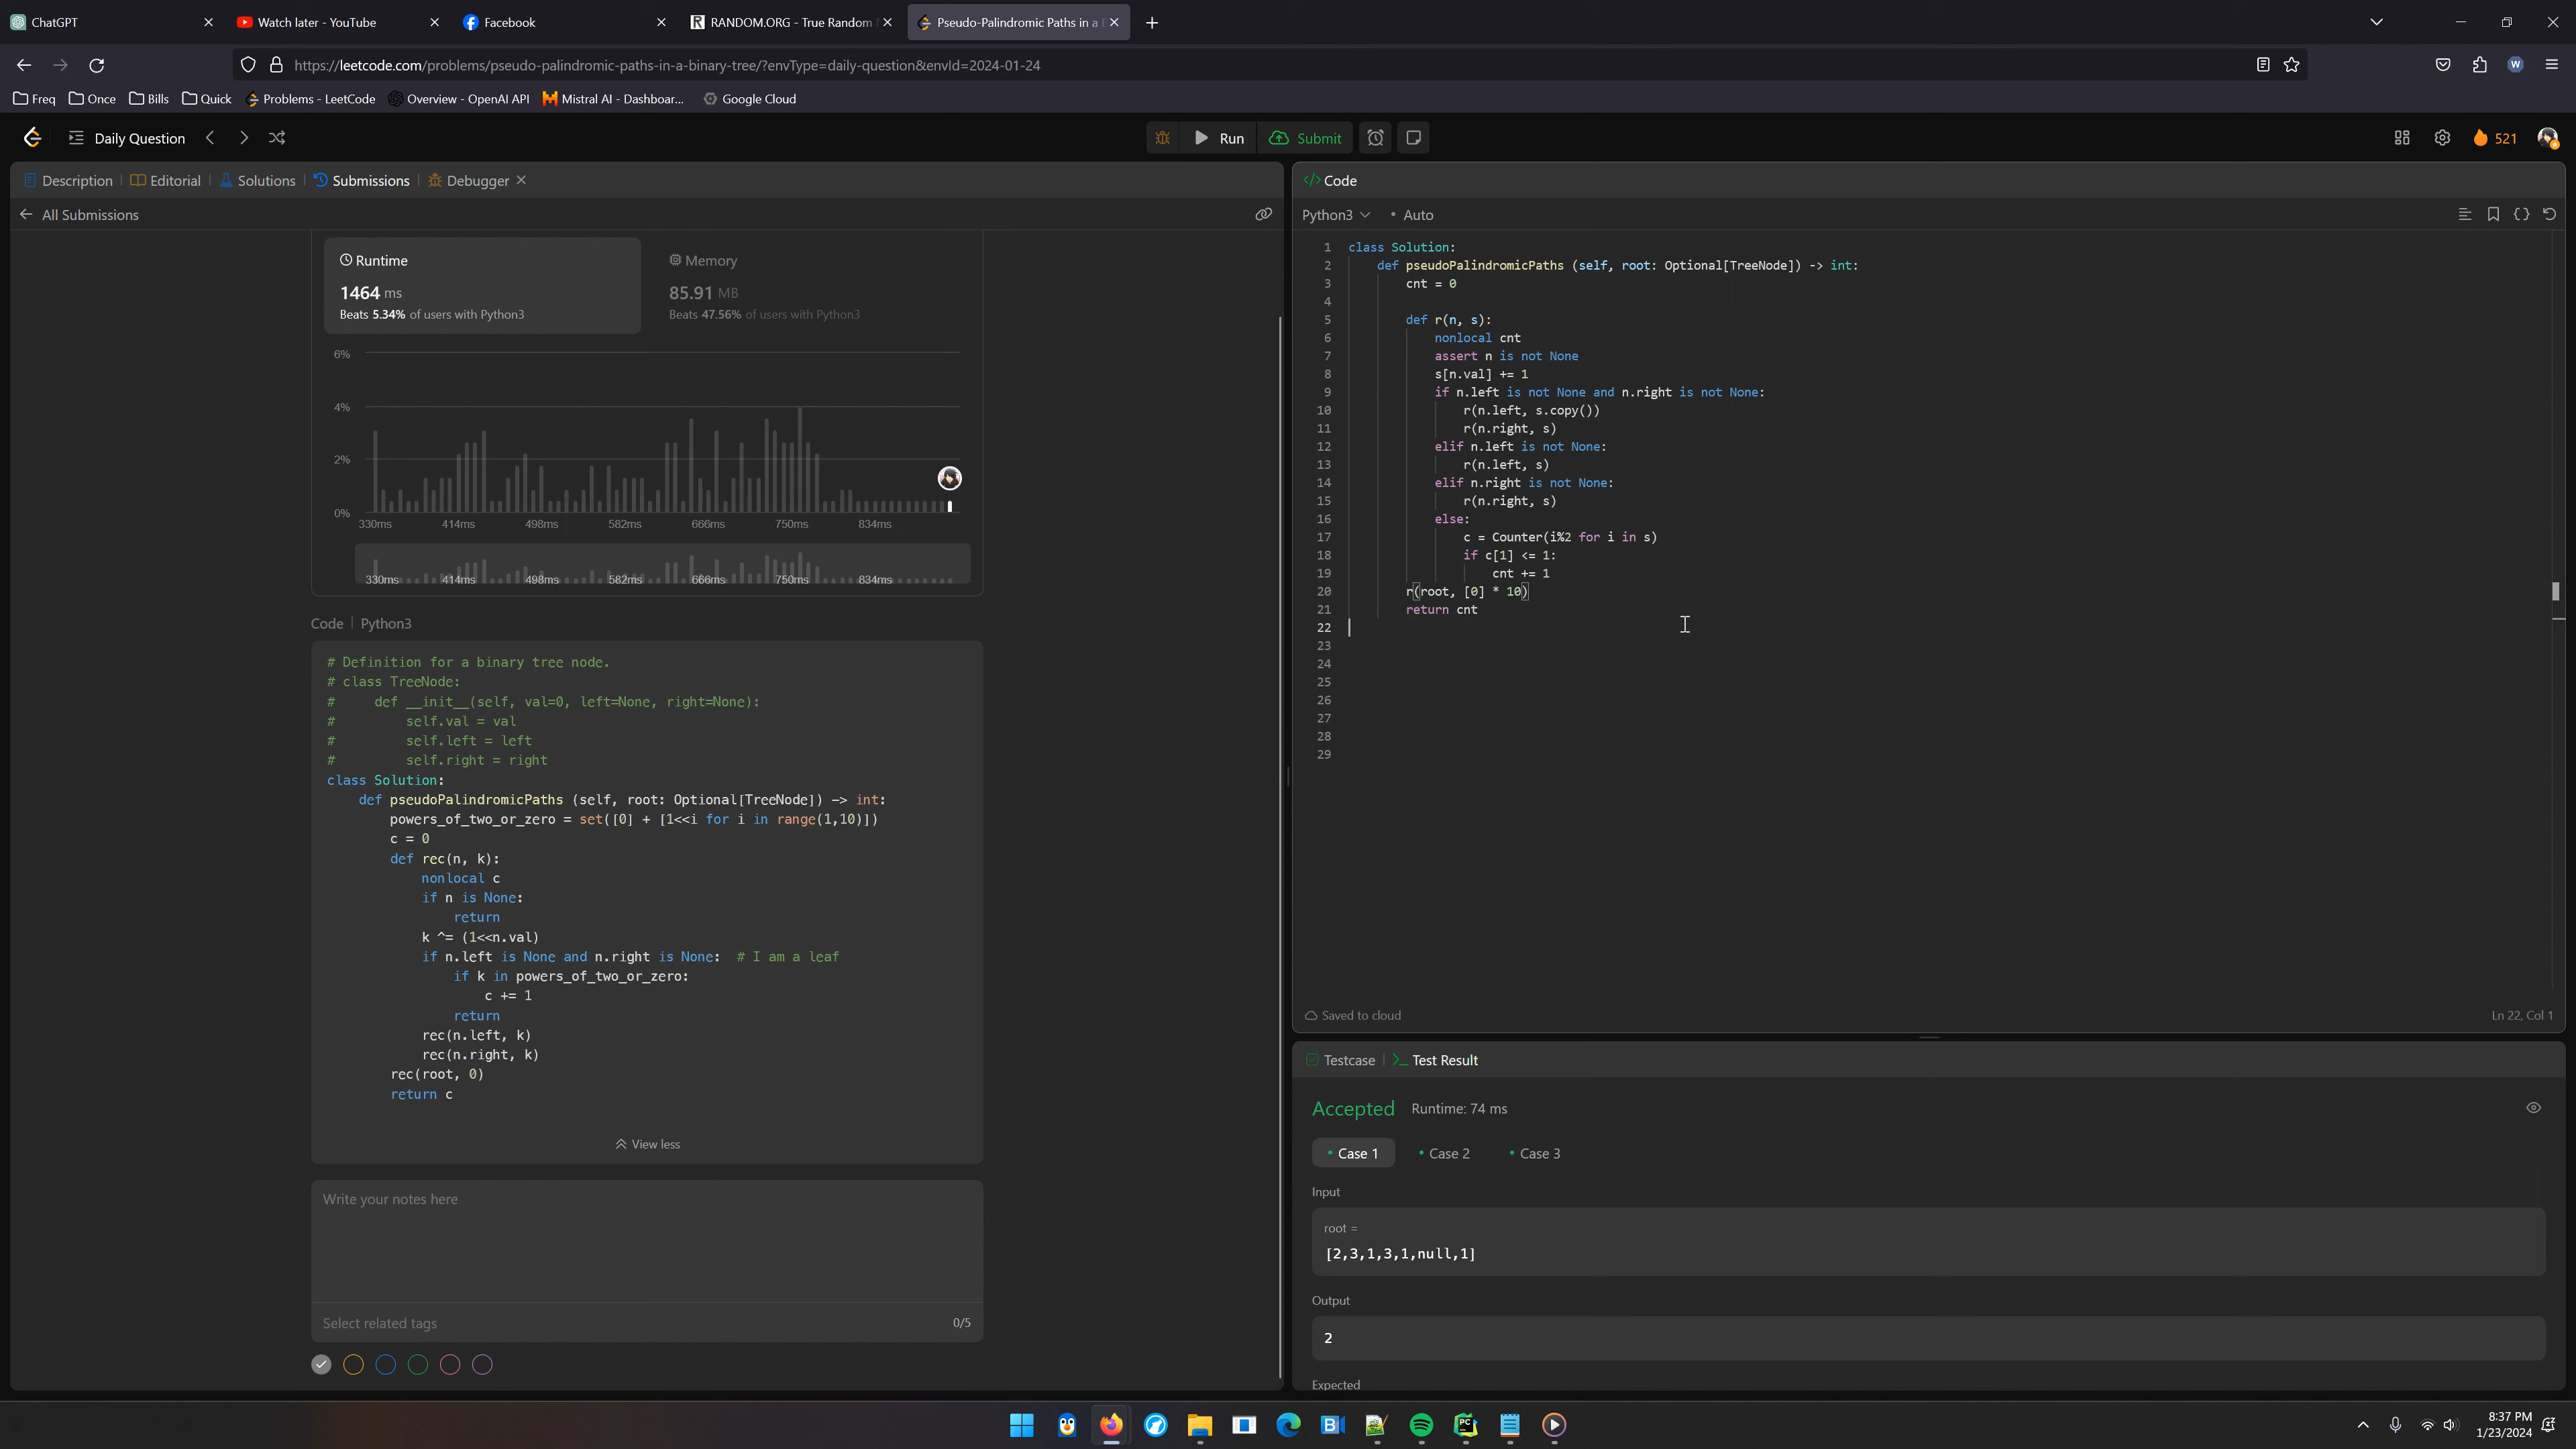 ChatGPT
Watch later - YouTube
Facebook
RANDOM.ORG - True Random
Pseudo-Palindromic Paths in a B
https://leetcode.com/problems/pseudo-palindromic-paths-in-a-binary-tree/?envType=daily-question&envId=2024-01-24
Freq Once Bills Quick Problems - LeetCode Overview - OpenAI API Mistral AI - Dashboar... Google Cloud
Daily Question
Run Submit
521
Description Editorial Solutions Submissions Debugger
All Submissions
Runtime
1464 ms
Beats 5.34% of users with Python3
Memory
85.91 MB
Beats 47.56% of users with Python3
6%
4%
2%
0%
330ms 414ms 498ms 582ms 666ms 750ms 834ms
330ms 414ms 498ms 582ms 666ms 750ms 834ms
Code | Python3
# Definition for a binary tree node.
# class TreeNode:
#     def __init__(self, val=0, left=None, right=None):
#         self.val = val
#         self.left = left
#         self.right = right
class Solution:
    def pseudoPalindromicPaths (self, root: Optional[TreeNode]) -> int:
        powers_of_two_or_zero = set([0] + [1<<i for i in range(1,10)])
        c = 0
        def rec(n, k):
            nonlocal c
            if n is None:
                return
            k ^= (1<<n.val)
            if n.left is None and n.right is None:  # I am a leaf
                if k in powers_of_two_or_zero:
                    c += 1
                return
            rec(n.left, k)
            rec(n.right, k)
        rec(root, 0)
        return c
View less
Write your notes here
Select related tags 0/5
Code
Python3 • Auto
1 class Solution:
2     def pseudoPalindromicPaths (self, root: Optional[TreeNode]) -> int:
3         cnt = 0
4
5         def r(n, s):
6             nonlocal cnt
7             assert n is not None
8             s[n.val] += 1
9             if n.left is not None and n.right is not None:
10                 r(n.left, s.copy())
11                 r(n.right, s)
12             elif n.left is not None:
13                 r(n.left, s)
14             elif n.right is not None:
15                 r(n.right, s)
16             else:
17                 c = Counter(i%2 for i in s)
18                 if c[1] <= 1:
19                     cnt += 1
20         r(root, [0] * 10)
21         return cnt
22
23
24
25
26
27
28
29
Saved to cloud Ln 22, Col 1
Testcase | Test Result
Accepted Runtime: 74 ms
• Case 1 • Case 2 • Case 3
Input
root =
[2,3,1,3,1,null,1]
Output
2
Expected
8:37 PM
1/23/2024